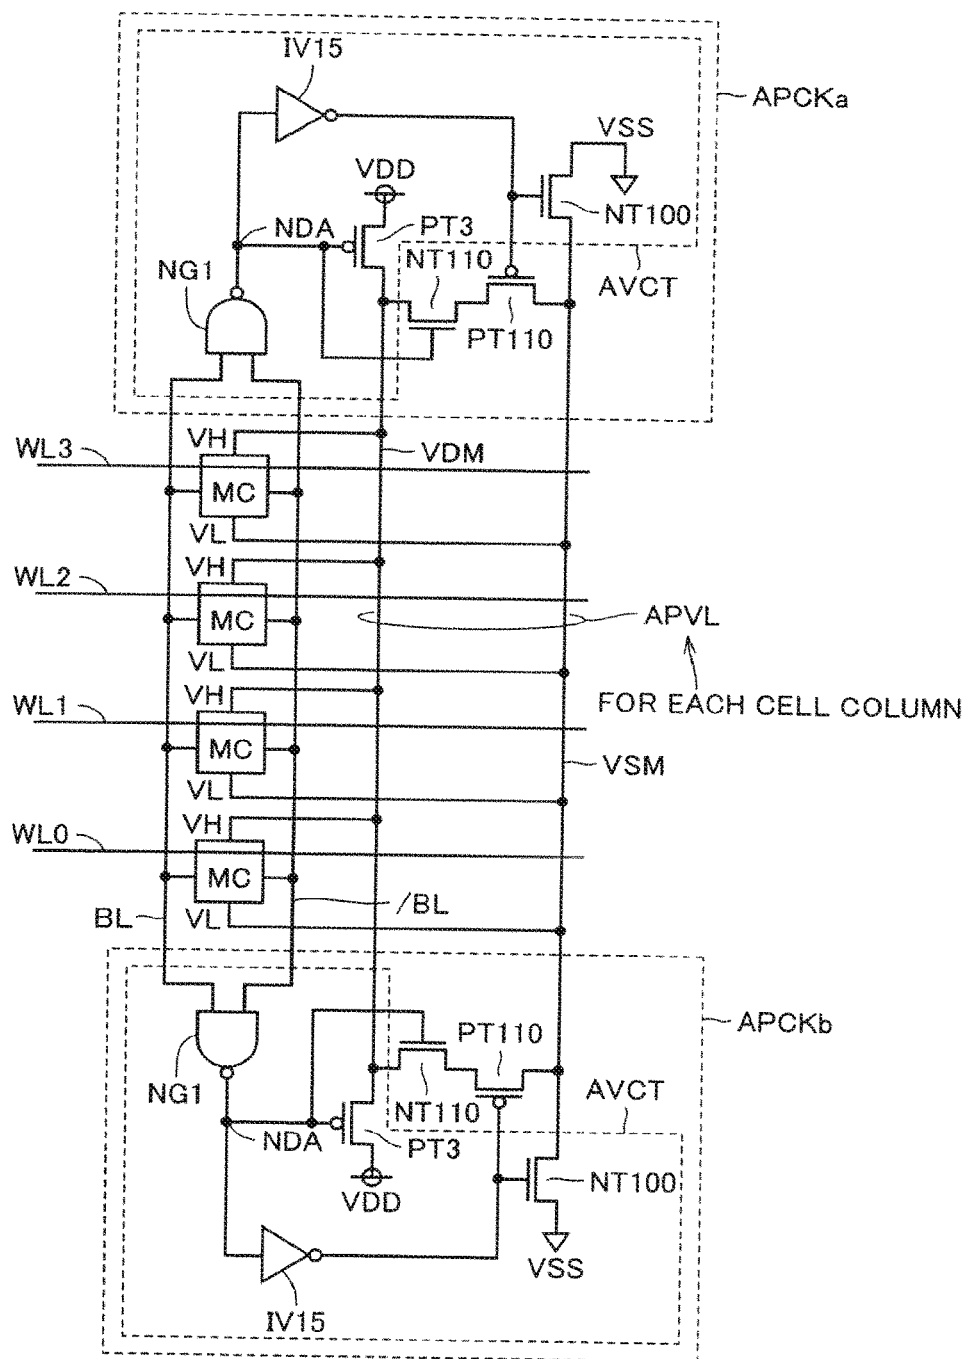 IV15
APCKa
VSS
VDD
NT100
NDA
PT3
NT110
AVCT
NG1
PT110
VH
VDM
WL3
MC
VL
VH
WL2
MC
APVL
VL
FOR EACH CELL COLUMN
VH
WL1
MC
VSM
VL
VH
WL0
MC
BL
VL
/BL
APCKb
PT110
NG1
NT110
AVCT
NDA
PT3
NT100
VDD
VSS
IV15